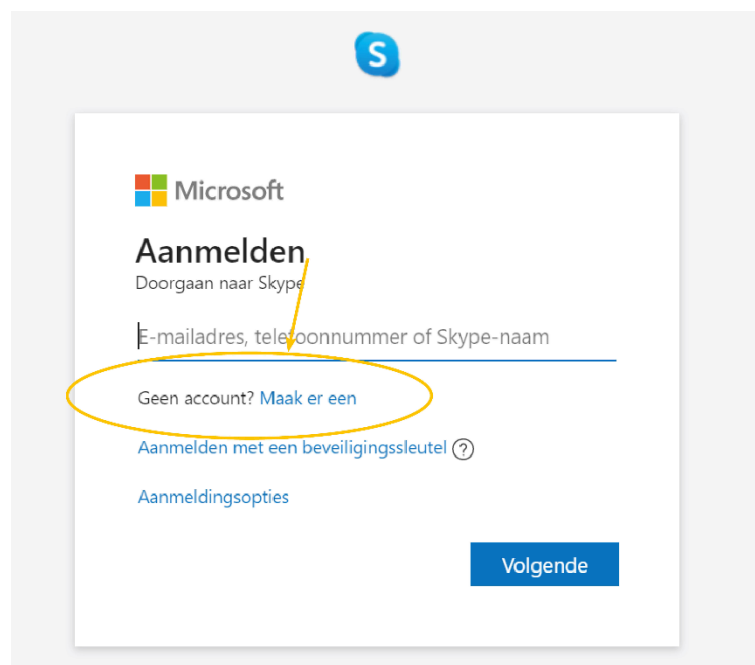 S
Microsoft
Aanmelden
Doorgaan naar Skype
E-mailadres, telefoonnummer of Skype-naam
Geen account? Maak er een
Aanmelden met een beveiligingssleutel ?
Aanmeldingsopties
Volgende